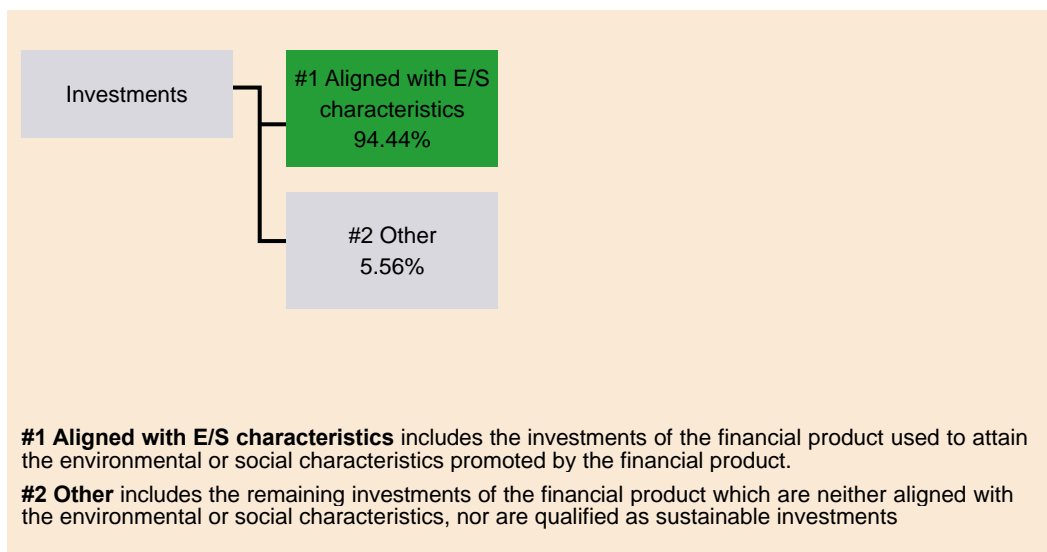 Investments
#1 Aligned with E/S
characteristics
94.44%
#2 Other
5.56%
#1 Aligned with E/S characteristics includes the investments of the financial product used to attain
the environmental or social characteristics promoted by the financial product.
#2 Other includes the remaining investments of the financial product which are neither aligned with
the environmental or social characteristics, nor are qualified as sustainable investments